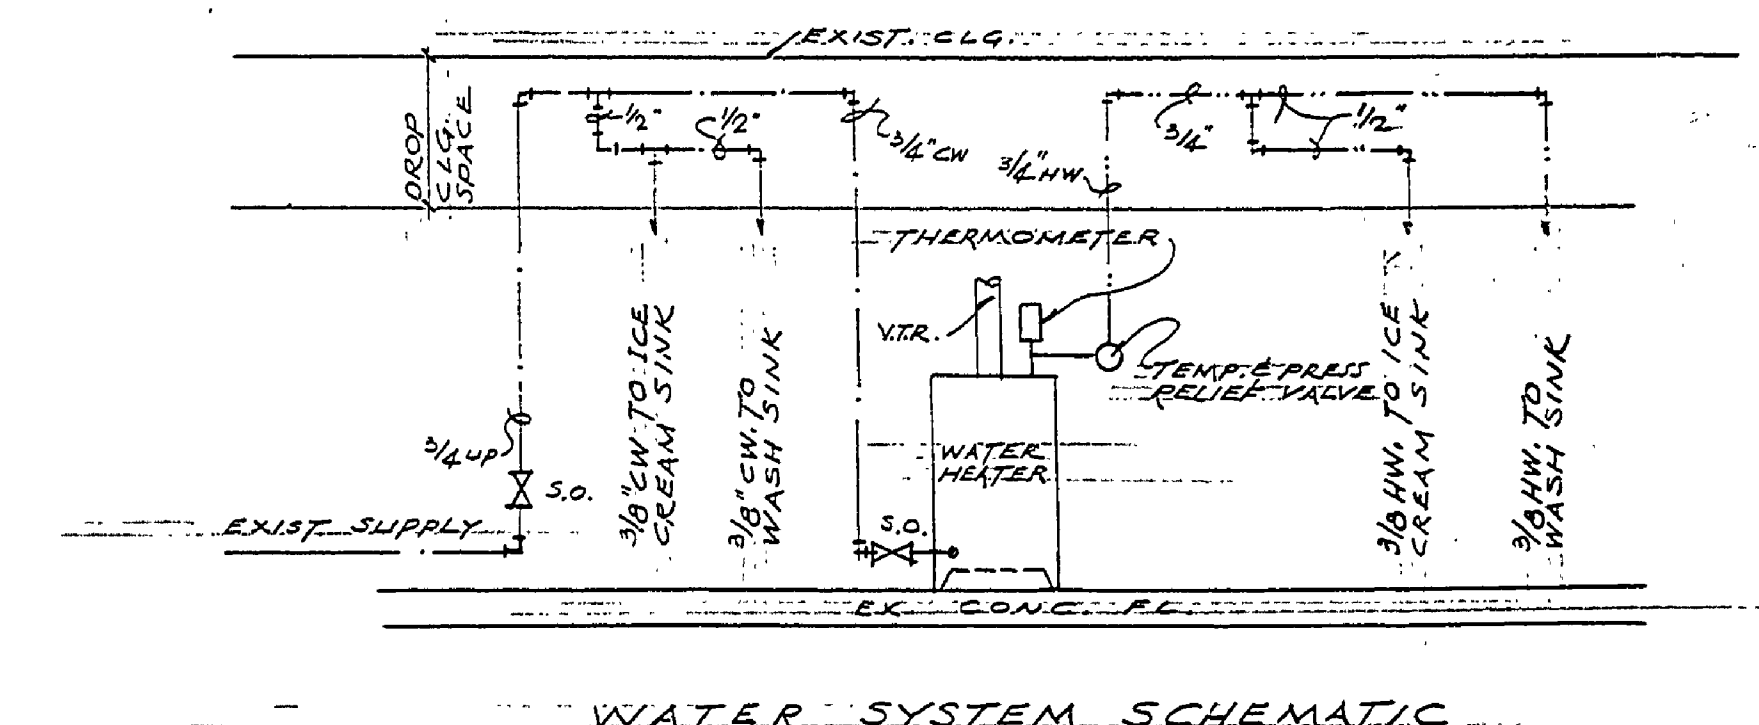 EXIST. CLG.
DROP
CLG.
SPACE
1/2"
1/2"
3/4" CW
3/4" HW
3/4"
1/2"
THERMOMETER
V.T.R.
TEMP. & PRESS
RELIEF VALVE
3/4 UP
S.O.
EXIST SUPPLY
3/8" CW TO ICE
CREAM SINK
3/8" CW. TO
WASH SINK
S.O.
WATER
HEATER
3/8 HW. TO ICE
CREAM SINK
3/8 HW. TO
WASH SINK
EX CONC. FL.
WATER SYSTEM SCHEMATIC